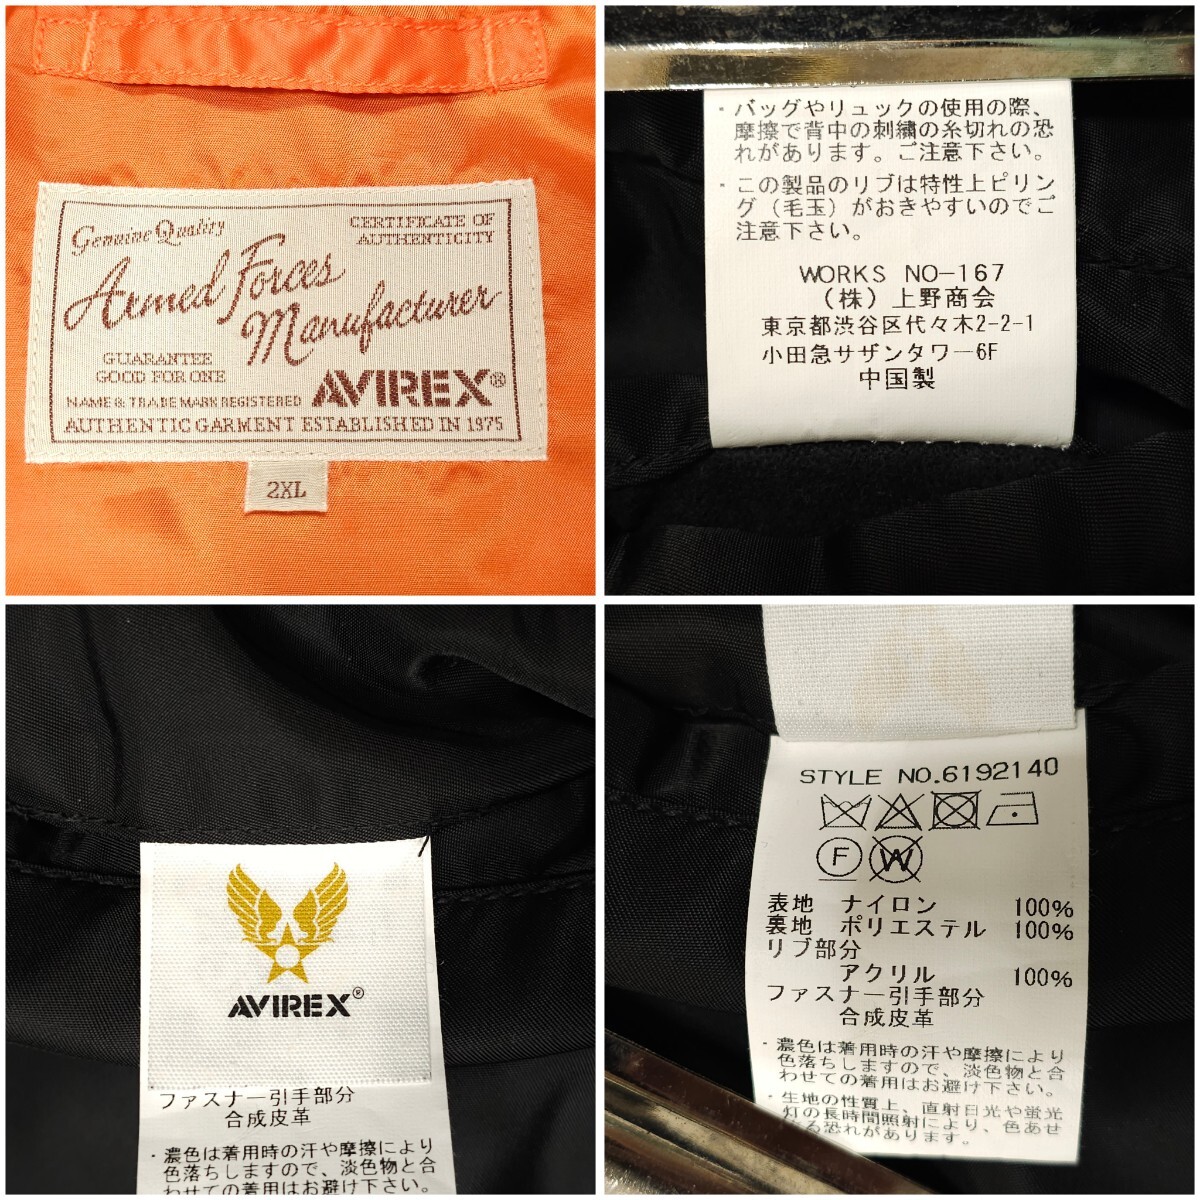 Genuine Quality
CERTIFICATE OF
AUTHENTICITY
Armed Forces
Manufacturer
GUARANTEE
GOOD FOR ONE
NAME & TRADE MARK REGISTERED
AVIREX®
AUTHENTIC GARMENT ESTABLISHED IN 1975
2XL
・バッグやリュックの使用の際、
摩擦で背中の刺繍の糸切れの恐
れがあります。ご注意下さい。
・この製品のリブは特性上ピリン
グ（毛玉）がおきやすいのでご
注意下さい。
WORKS NO-167
（株）上野商会
東京都渋谷区代々木2-2-1
小田急サザンタワー6F
中国製
AVIREX®
ファスナー引手部分
合成皮革
・濃色は着用時の汗や摩擦により
色落ちしますので、淡色物と合
わせての着用はお避け下さい。
STYLE NO.6192140
F
W
表地 ナイロン 100%
裏地 ポリエステル 100%
リブ部分
アクリル 100%
ファスナー引手部分
合成皮革
・濃色は着用時の汗や摩擦により
色落ちしますので、淡色物と合
わせての着用はお避け下さい。
・生地の性質上、直射日光や蛍光
灯の長時間照射により、色あせ
する恐れがあります。